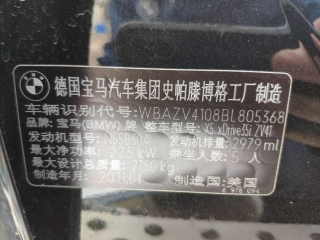 德国宝马汽车集团史帕滕博格工厂制造
车辆识别代号: WBAZV4108BL805368
品牌: 宝马(BMW)牌 整车型号: X5 xDrive35i ZV41
发动机型号: N55B30A 发动机排量: 2979 ml
最大净功率: 225 kW 乘坐人数: 5 人
最大设计总质量: 2780 kg
制造年月: 2011.04 制造国: 美国